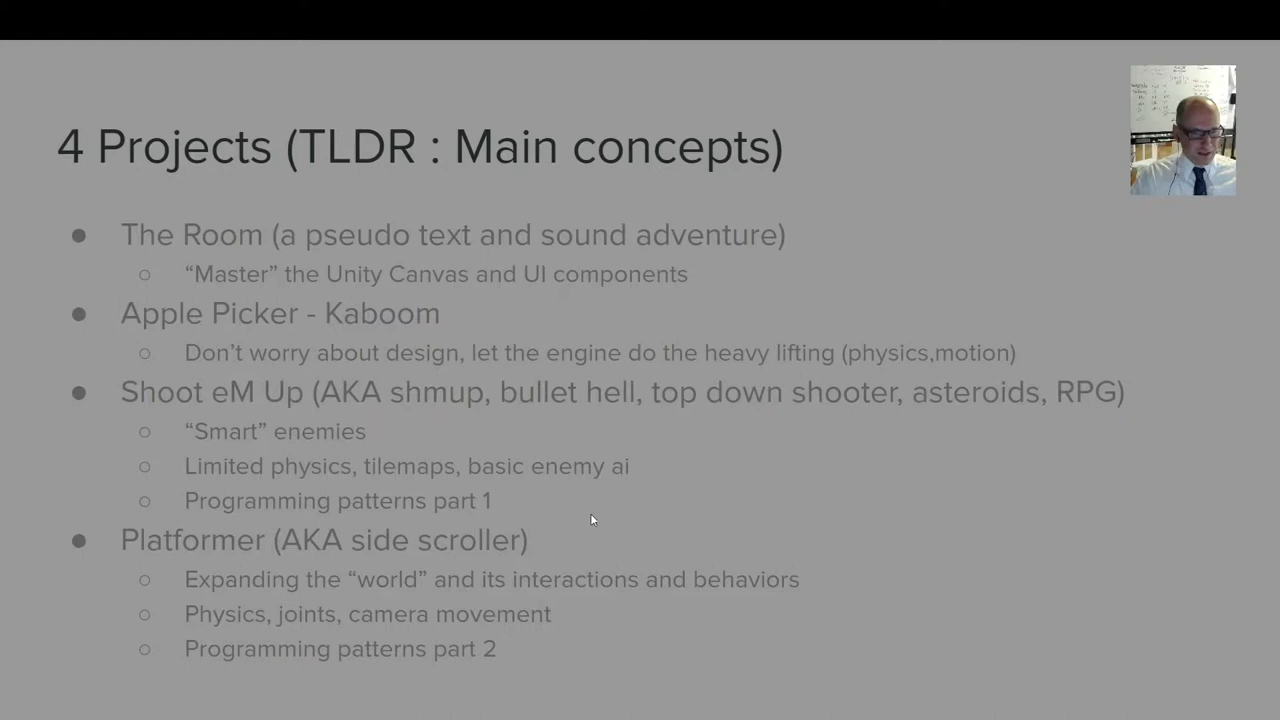 4 Projects (TLDR : Main concepts)
● The Room (a pseudo text and sound adventure)
○ “Master” the Unity Canvas and UI components
● Apple Picker - Kaboom
○ Don’t worry about design, let the engine do the heavy lifting (physics,motion)
● Shoot eM Up (AKA shmup, bullet hell, top down shooter, asteroids, RPG)
○ “Smart” enemies
○ Limited physics, tilemaps, basic enemy ai
○ Programming patterns part 1
● Platformer (AKA side scroller)
○ Expanding the “world” and its interactions and behaviors
○ Physics, joints, camera movement
○ Programming patterns part 2